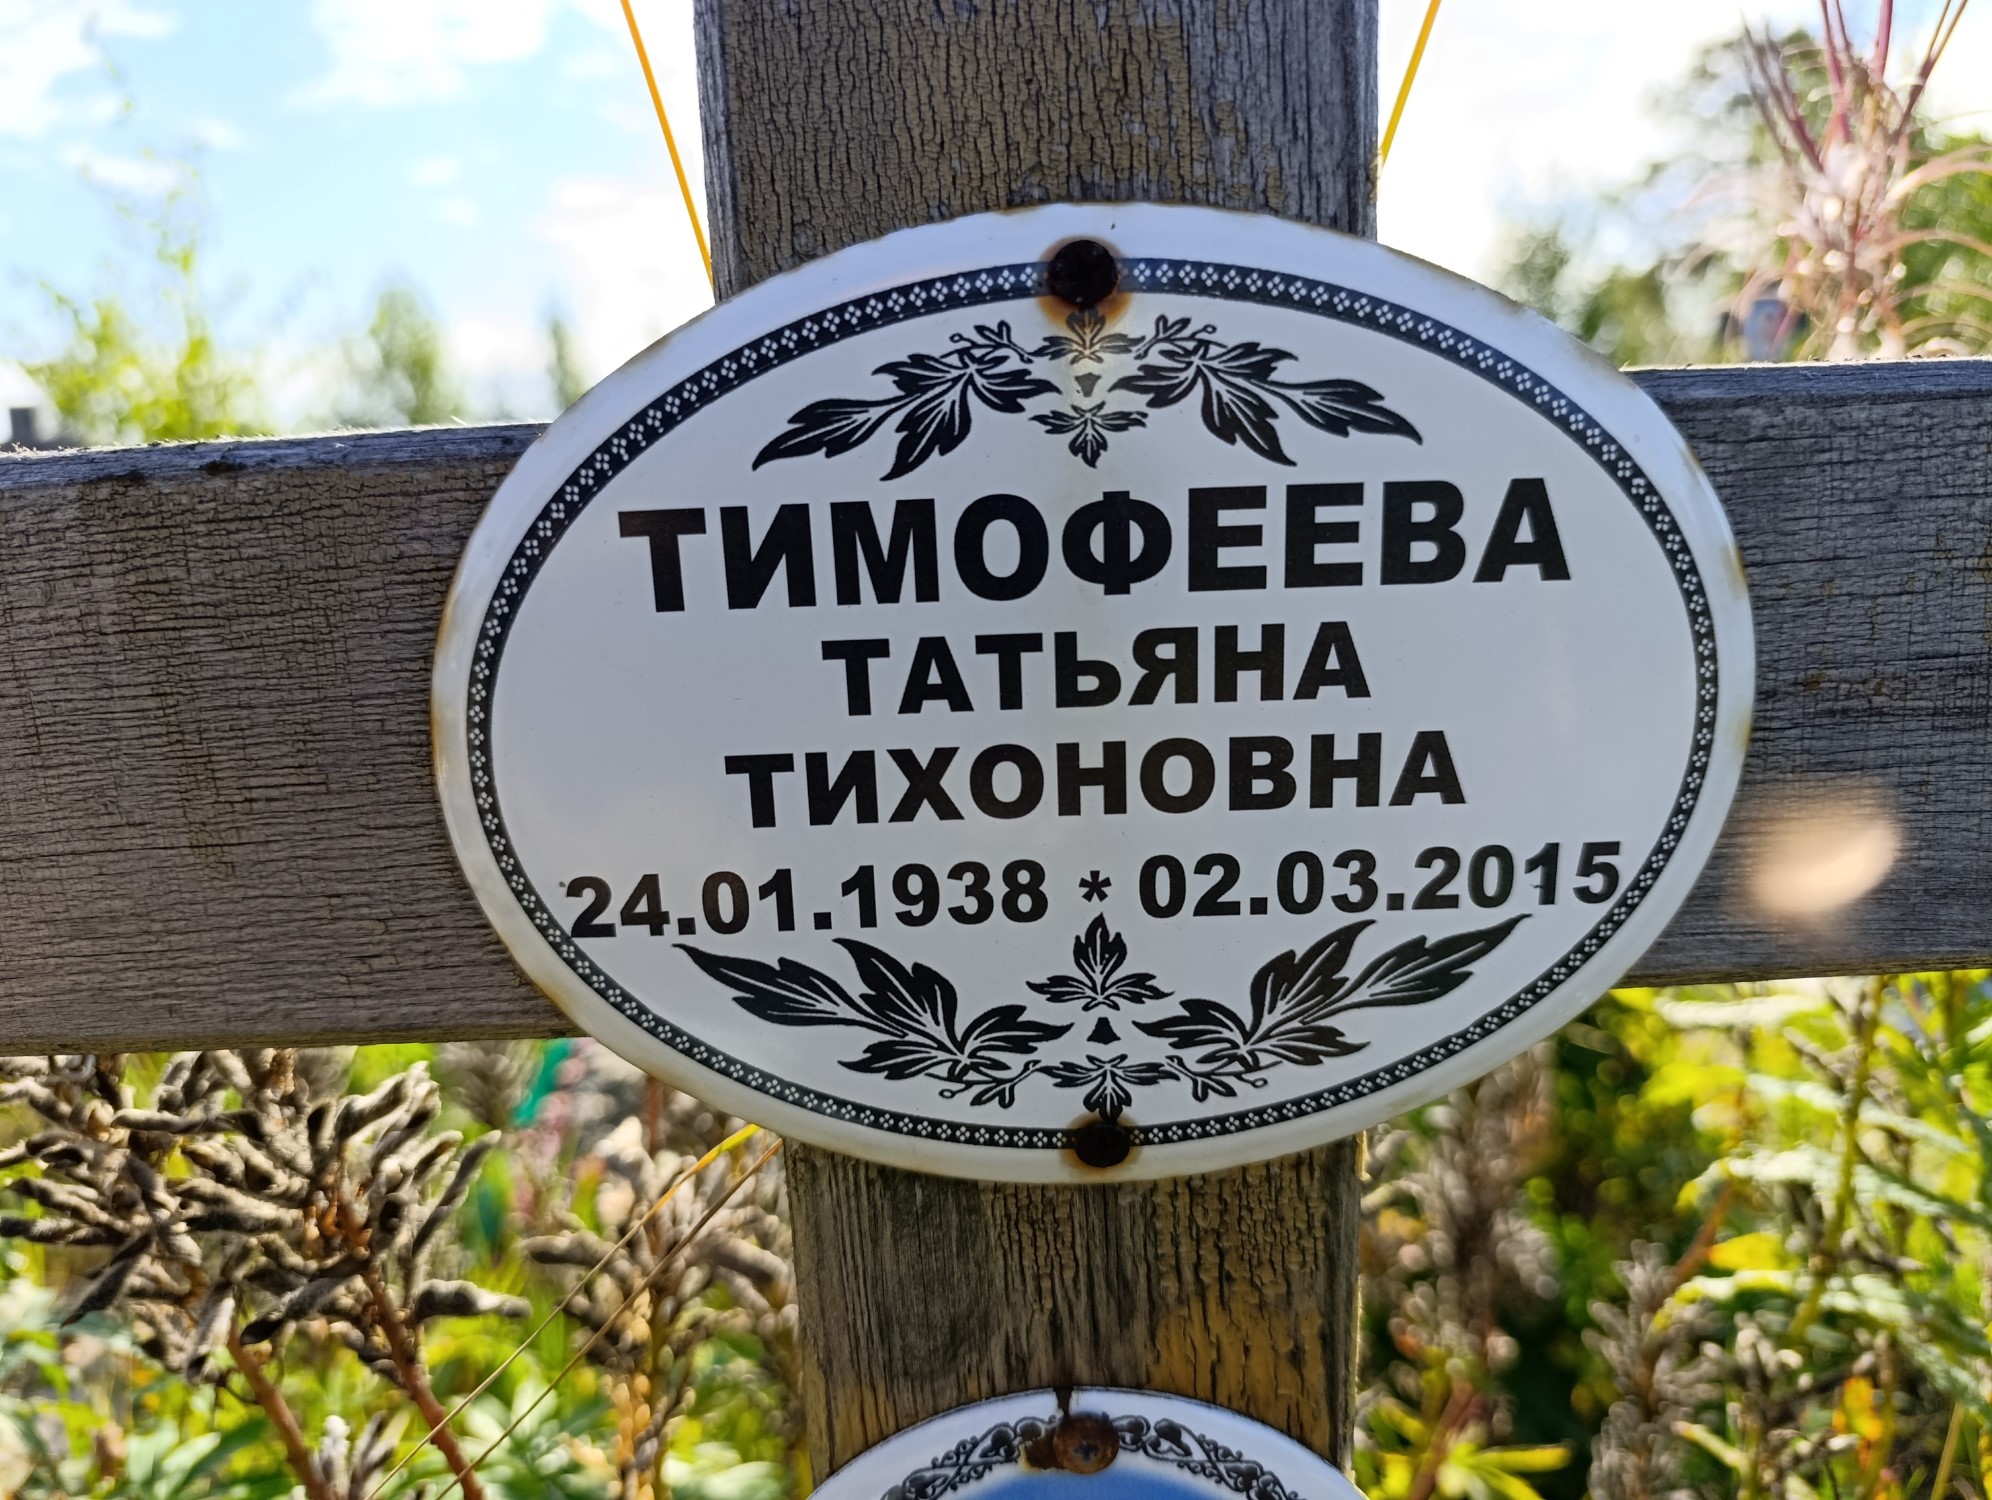 ТИМОФЕЕВА
ТАТЬЯНА
ТИХОНОВНА
24.01.1938 * 02.03.2015